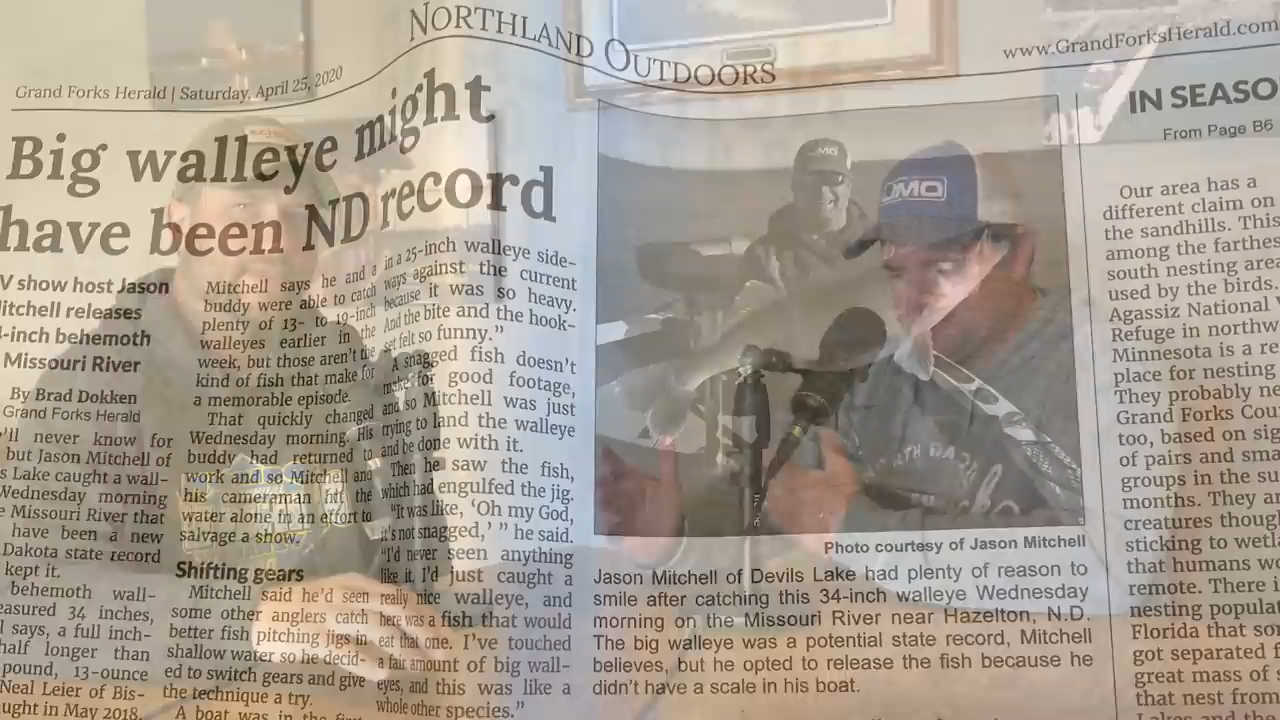 NORTHLAND OUTDOORS
www.GrandForksHerald.com
Grand Forks Herald | Saturday, April 25, 2020
Big walleye might
have been ND record
V show host Jason
itchell releases
-inch behemoth
Missouri River
By Brad Dokken
Grand Forks Herald
'll never know for
but Jason Mitchell of
s Lake caught a wall-
Wednesday morning
e Missouri River that
have been a new
Dakota state record
kept it.
behemoth wall-
easured 34 inches,
l says, a full inch-
half longer than
pound, 13-ounce
Neal Leier of Bis-
ught in May 2018.
Mitchell says he and a
buddy were able to catch
plenty of 13- to 19-inch
walleyes earlier in the
week, but those aren't the
kind of fish that make for
a memorable episode.
That quickly changed
Wednesday morning. His
buddy had returned to
work and so Mitchell and
his cameraman hit the
water alone in an effort to
salvage a show.
Shifting gears
Mitchell said he'd seen
some other anglers catch
better fish pitching jigs in
shallow water so he decid-
ed to switch gears and give
the technique a try.
A boat was in the first
in a 25-inch walleye side-
ways against the current
because it was so heavy.
And the bite and the hook-
set felt so funny."
A snagged fish doesn't
make for good footage,
and so Mitchell was just
trying to land the walleye
and be done with it.
Then he saw the fish,
which had engulfed the jig.
"It was like, 'Oh my God,
it's not snagged,' " he said.
"I'd never seen anything
like it. I'd just caught a
really nice walleye, and
here was a fish that would
eat that one. I've touched
a fair amount of big wall-
eyes, and this was like a
whole other species."
OMO
Photo courtesy of Jason Mitchell
Jason Mitchell of Devils Lake had plenty of reason to
smile after catching this 34-inch walleye Wednesday
morning on the Missouri River near Hazelton, N.D.
The big walleye was a potential state record, Mitchell
believes, but he opted to release the fish because he
didn't have a scale in his boat.
IN SEASO
From Page B6
Our area has a
different claim on
the sandhills. This
among the farthes
south nesting area
used by the birds.
Agassiz National
Refuge in northw
Minnesota is a re
place for nesting
They probably ne
Grand Forks Cou
too, based on sig
of pairs and sma
groups in the su
months. They ar
creatures thoug
sticking to wetla
that humans wo
remote. There i
nesting popula
Florida that so
got separated f
great mass of s
that nest from